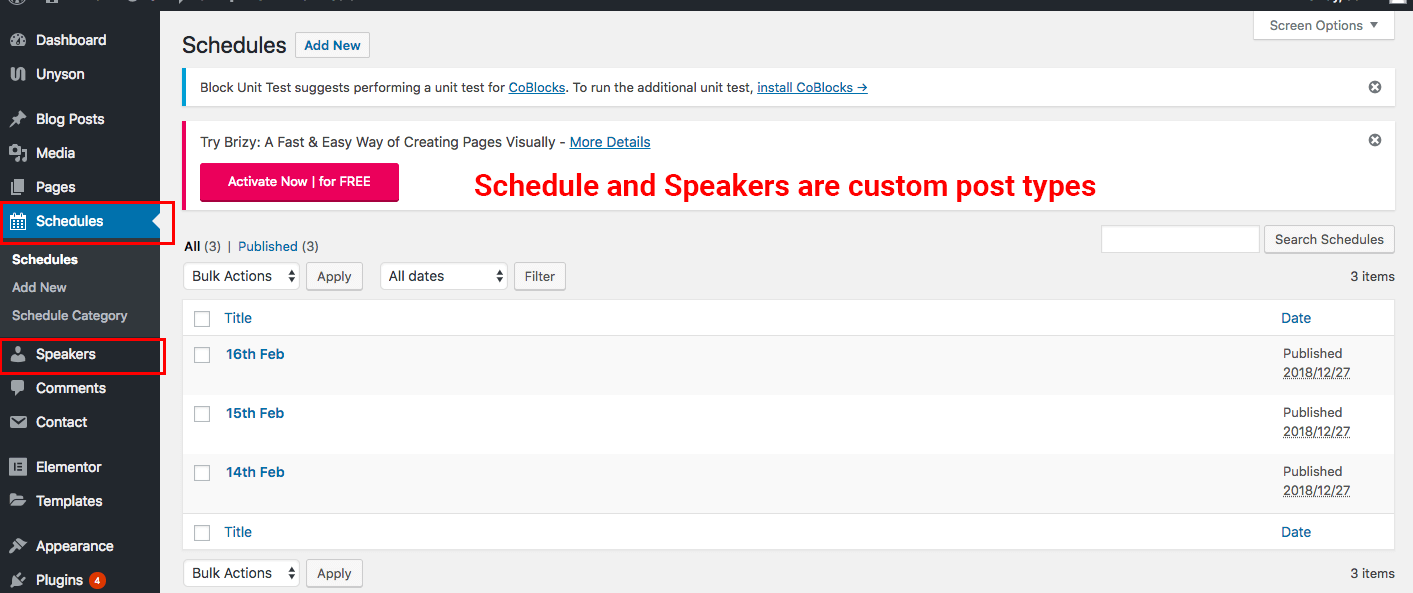 Dashboard
Unyson
Blog Posts
Media
Pages
Schedules
Schedules
Add New
Schedule Category
Speakers
Comments
Contact
Elementor
Templates
Appearance
Plugins 4
Screen Options
Schedules Add New
Block Unit Test suggests performing a unit test for CoBlocks. To run the additional unit test, install CoBlocks →
Try Brizy: A Fast & Easy Way of Creating Pages Visually - More Details
Activate Now | for FREE
Schedule and Speakers are custom post types
All (3) | Published (3)
Search Schedules
Bulk Actions Apply All dates Filter
3 items
Title Date
16th Feb Published
2018/12/27
15th Feb Published
2018/12/27
14th Feb Published
2018/12/27
Title Date
Bulk Actions Apply
3 items